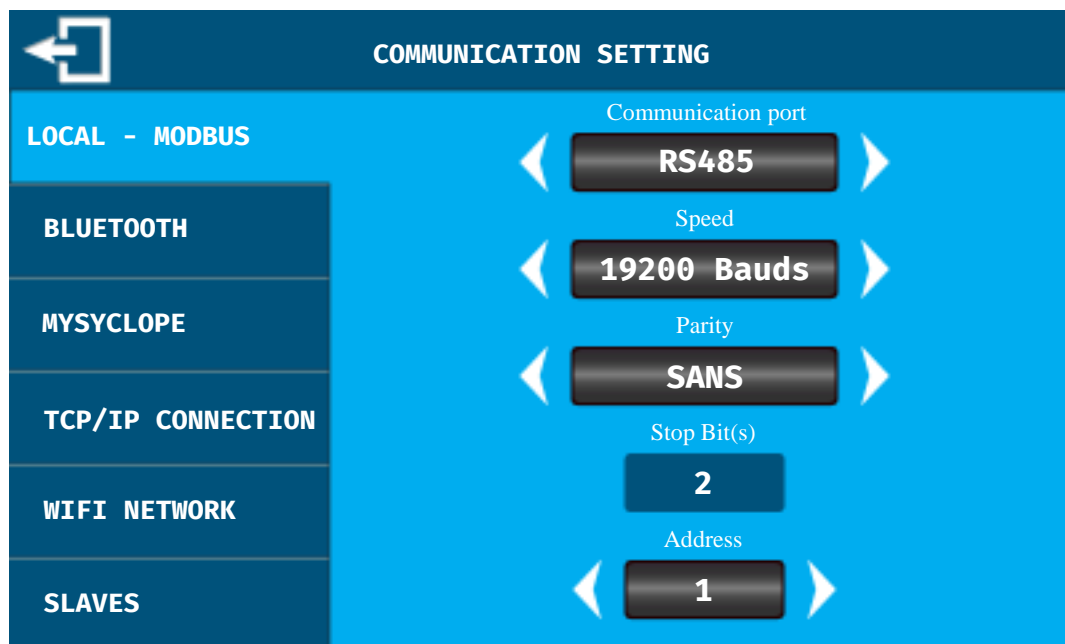 COMMUNICATION SETTING
LOCAL - MODBUS
BLUETOOTH
MYSYCLOPE
TCP/IP CONNECTION
WIFI NETWORK
SLAVES
Communication port
RS485
Speed
19200 Bauds
Parity
SANS
Stop Bit(s)
2
Address
1